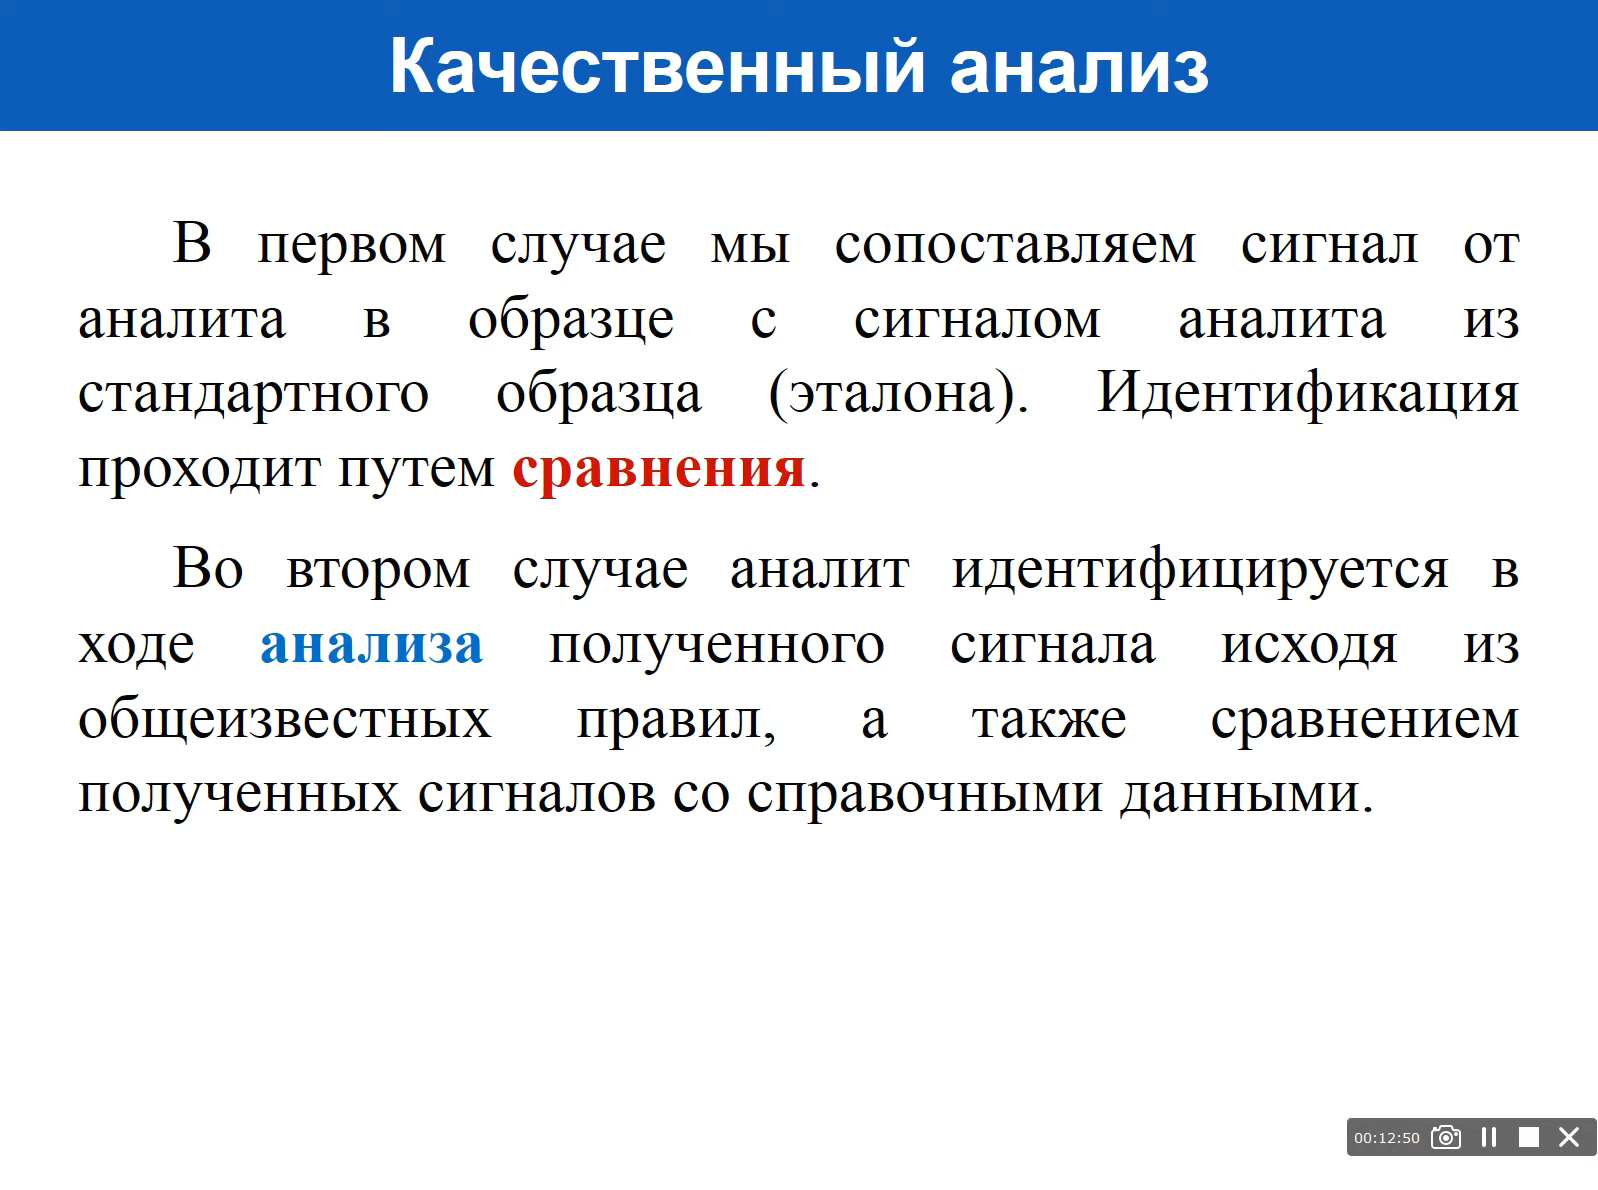 Качественный анализ
В первом случае мы сопоставляем сигнал от
аналита в образце с сигналом аналита из
стандартного образца (эталона). Идентификация
проходит путем сравнения.
Во втором случае аналит идентифицируется в
ходе анализа полученного сигнала исходя из
общеизвестных правил, а также сравнением
полученных сигналов со справочными данными.
00:12:50